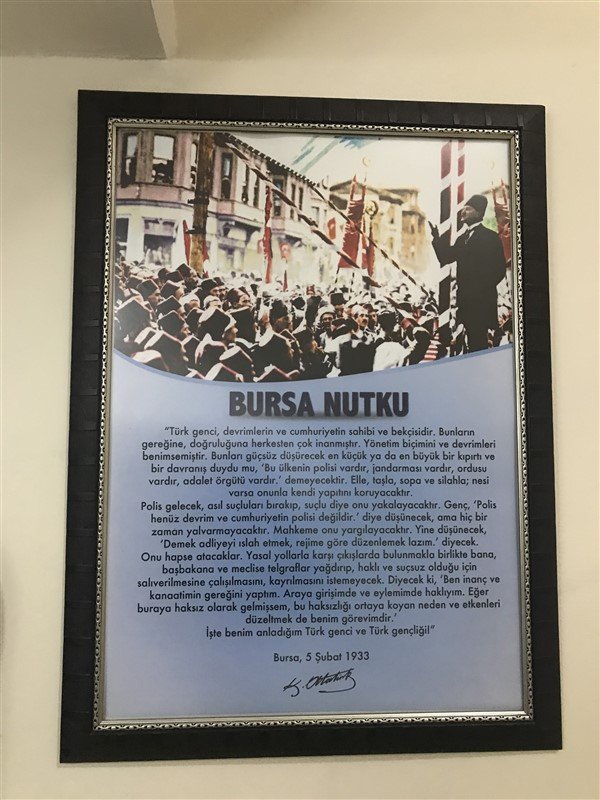 BURSA NUTKU
"Türk genci, devrimlerin ve cumhuriyetin sahibi ve bekçisidir. Bunların
gereğine, doğruluğuna herkesten çok inanmıştır. Yönetim biçimini ve devrimleri
benimsemiştir. Bunları güçsüz düşürecek en küçük ya da en büyük bir kıpırtı ve
bir davranış duydu mu, 'Bu ülkenin polisi vardır, jandarması vardır, ordusu
vardır, adalet örgütü vardır.' demeyecektir. Elle, taşla, sopa ve silahla; nesi
varsa onunla kendi yapıtını koruyacaktır.
Polis gelecek, asıl suçluları bırakıp, suçlu diye onu yakalayacaktır. Genç, 'Polis
henüz devrim ve cumhuriyetin polisi değildir.' diye düşünecek, ama hiç bir
zaman yalvarmayacaktır. Mahkeme onu yargılayacaktır. Yine düşünecek,
'Demek adliyeyi ıslah etmek, rejime göre düzenlemek lazım.' diyecek.
Onu hapse atacaklar. Yasal yollarla karşı çıkışlarda bulunmakla birlikte bana,
başbakana ve meclise telgraflar yağdırıp, haklı ve suçsuz olduğu için
salıverilmesine çalışılmasını, kayrılmasını istemeyecek. Diyecek ki, 'Ben inanç ve
kanaatimin gereğini yaptım. Araya girişimde ve eylemimde haklıyım. Eğer
buraya haksız olarak gelmişsem, bu haksızlığı ortaya koyan neden ve etkenleri
düzeltmek de benim görevimdir.'
İşte benim anladığım Türk genci ve Türk gençliği!"
Bursa, 5 Şubat 1933
K. Atatürk